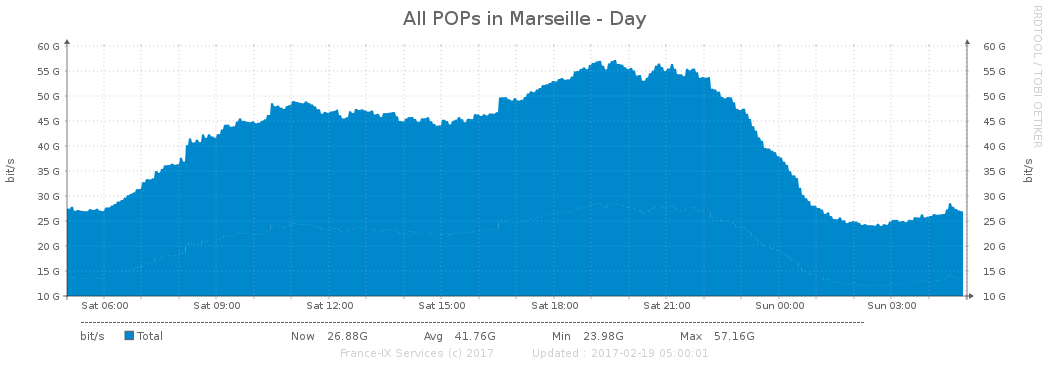 All POPs in Marseille - Day
RRDTOOL / TOBI OETIKER
60 G 60 G
55 G 55 G
50 G 50 G
45 G 45 G
40 G 40 G
35 G 35 G
30 G 30 G
25 G 25 G
20 G 20 G
15 G 15 G
10 G 10 G
bit/s
bit/s
Sat 06:00 Sat 09:00 Sat 12:00 Sat 15:00 Sat 18:00 Sat 21:00 Sun 00:00 Sun 03:00
bit/s Total Now 26.88G Avg 41.76G Min 23.98G Max 57.16G
France-IX Services (c) 2017 Updated : 2017-02-19 05:00:01